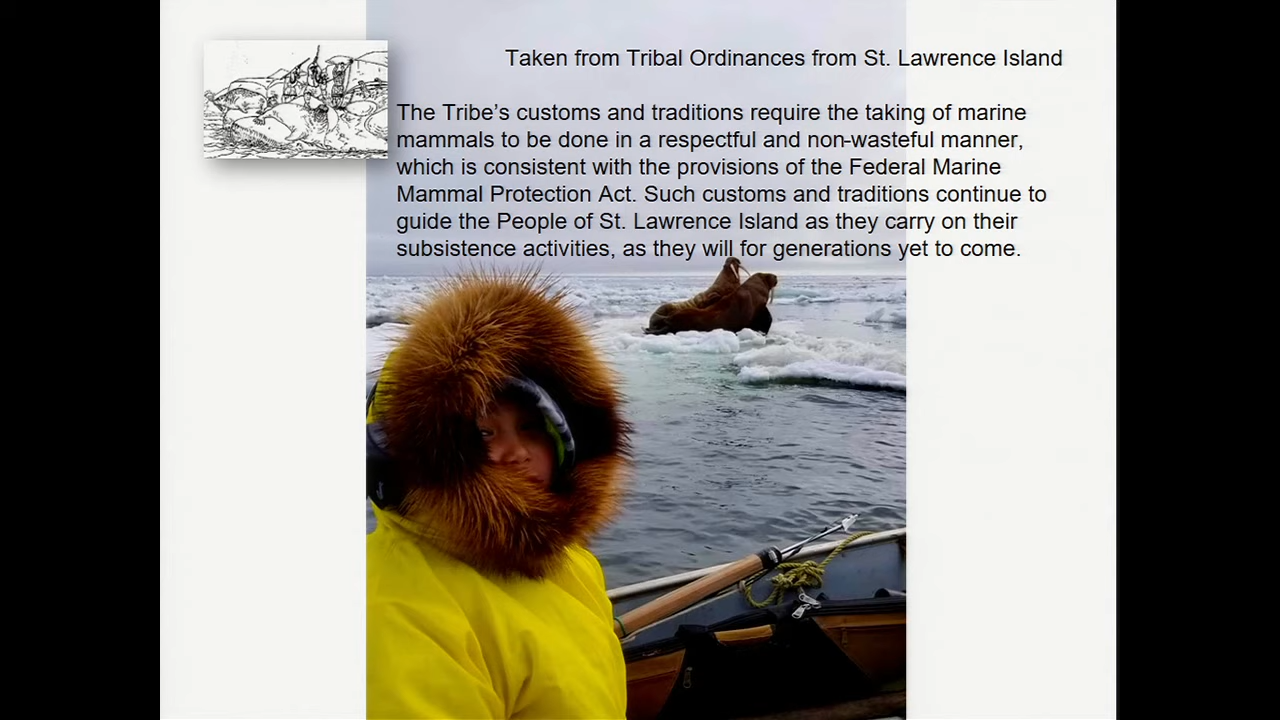 Taken from Tribal Ordinances from St. Lawrence Island
The Tribe’s customs and traditions require the taking of marine
mammals to be done in a respectful and non-wasteful manner,
which is consistent with the provisions of the Federal Marine
Mammal Protection Act. Such customs and traditions continue to
guide the People of St. Lawrence Island as they carry on their
subsistence activities, as they will for generations yet to come.